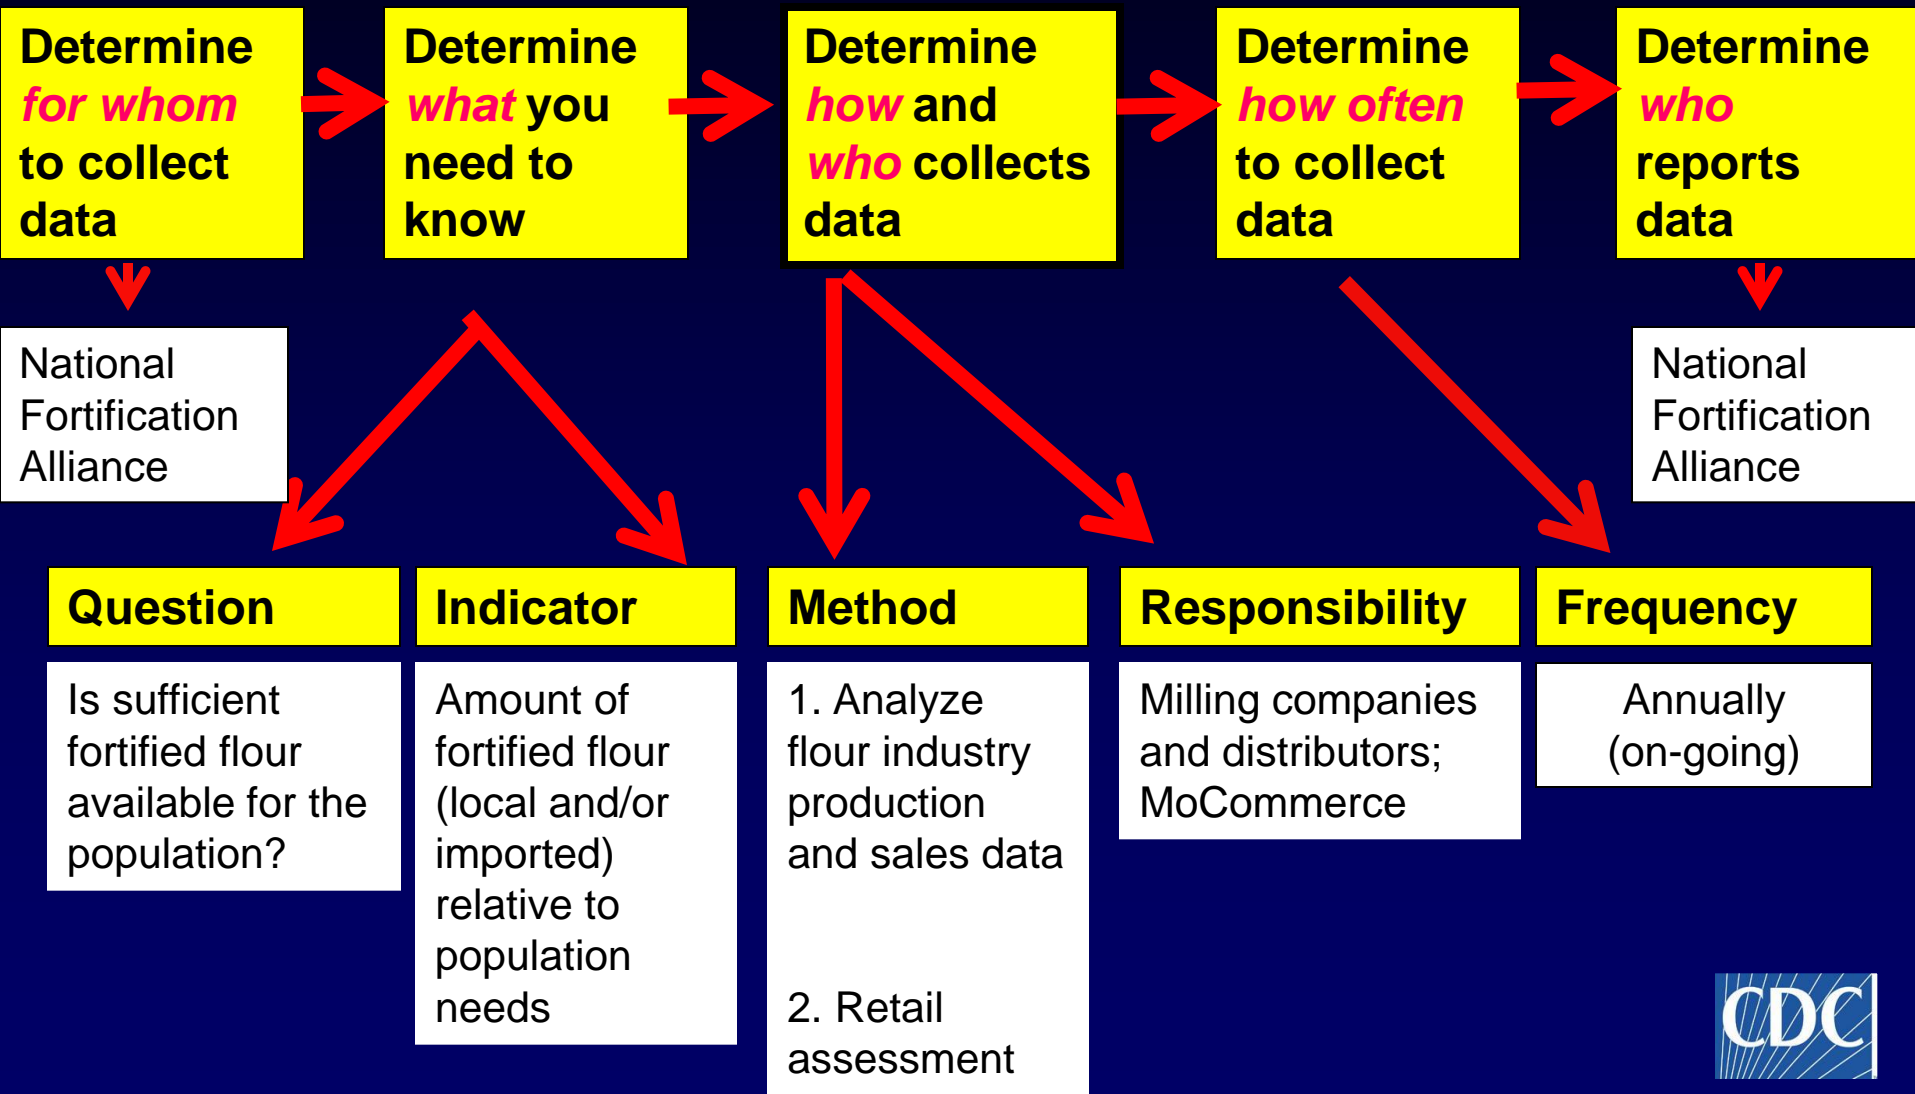 Determine
for whom
to collect
data
Determine
what you
need to
know
Determine
how and
who collects
data
Determine
how often
to collect
data
Determine
who
reports
data
National
Fortification
Alliance
National
Fortification
Alliance
Question
Indicator
Method
Responsibility
Frequency
Is sufficient
fortified flour
available for the
population?
Amount of
fortified flour
(local and/or
imported)
relative to
population
needs
1. Analyze
flour industry
production
and sales data
2. Retail
assessment
Milling companies
and distributors;
MoCommerce
Annually
(on-going)
CDC